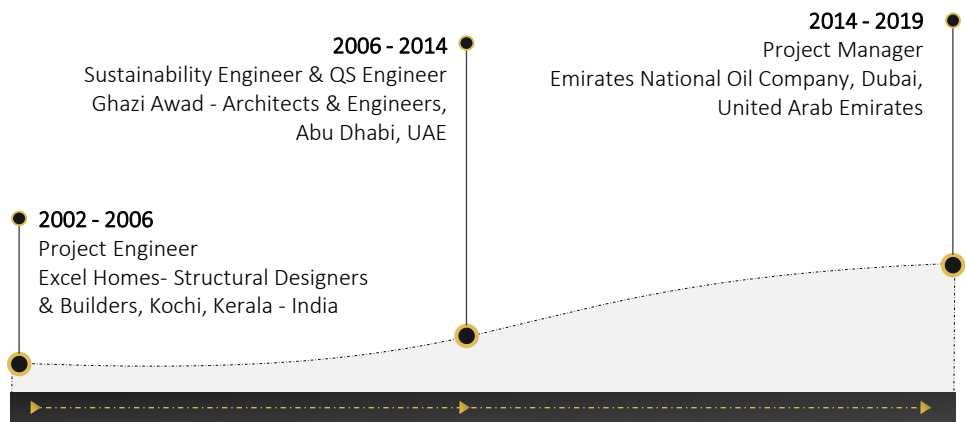 2002 - 2006
Project Engineer
Excel Homes- Structural Designers
& Builders, Kochi, Kerala - India
2006 - 2014
Sustainability Engineer & QS Engineer
Ghazi Awad - Architects & Engineers,
Abu Dhabi, UAE
2014 - 2019
Project Manager
Emirates National Oil Company, Dubai,
United Arab Emirates